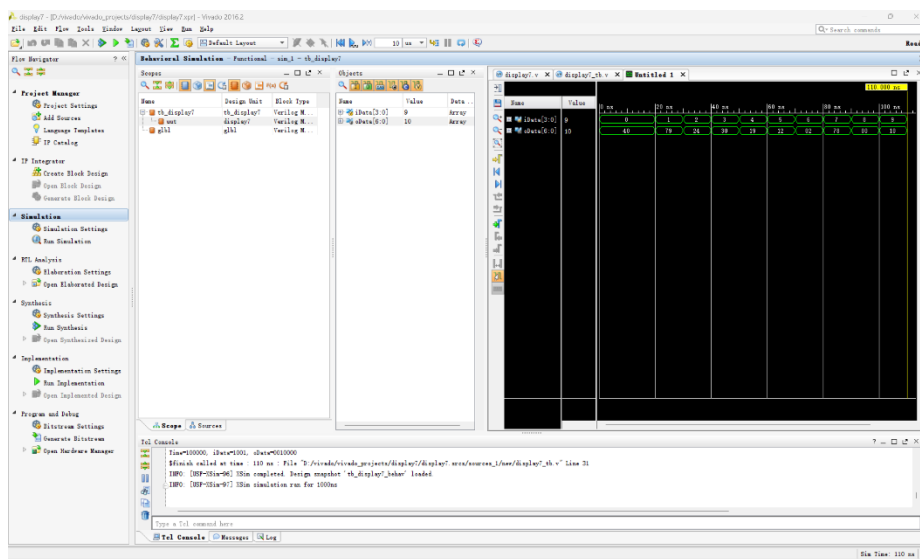 display7 - [D:/vivado/vivado_projects/display7/display7.xpr] - Vivado 2016.2
File Edit Flow Tools Window Layout View Run Help
Search commands
Default Layout 10 us
Flow Navigator
Project Manager
Project Settings
Add Sources
Language Templates
IP Catalog
IP Integrator
Create Block Design
Open Block Design
Generate Block Design
Simulation
Simulation Settings
Run Simulation
RTL Analysis
Elaboration Settings
Open Elaborated Design
Synthesis
Synthesis Settings
Run Synthesis
Open Synthesized Design
Implementation
Implementation Settings
Run Implementation
Open Implemented Design
Program and Debug
Bitstream Settings
Generate Bitstream
Open Hardware Manager
Behavioral Simulation - Functional - sim_1 - th_display7
Scopes
Name Design Unit Block Type
th_display7 th_display7 Verilog M...
uut display7 Verilog M...
glbl glbl Verilog M...
Scope Sources
Objects
Name Value Data ...
iData[3:0] 9 Array
oData[6:0] 10 Array
display7.v display7_th.v Untitled 1
110.000 ns
Name Value 0 ns 20 ns 40 ns 60 ns 80 ns 100 ns
iData[3:0] 9 0 1 2 3 4 5 6 7 8 9
oData[6:0] 10 40 79 24 30 19 12 02 78 00 10
Tcl Console
Time=100000, iData=1001, oData=0010000
$finish called at time : 110 ns : File "D:/vivado/vivado_projects/display7/display7.srcs/sources_1/new/display7_th.v" Line 31
INFO: [USF-XSim-96] XSim completed. Design snapshot 'th_display7_behav' loaded.
INFO: [USF-XSim-97] XSim simulation ran for 1000ns
Type a Tcl command here
Tcl Console Messages Log
Sim Time: 110 ns